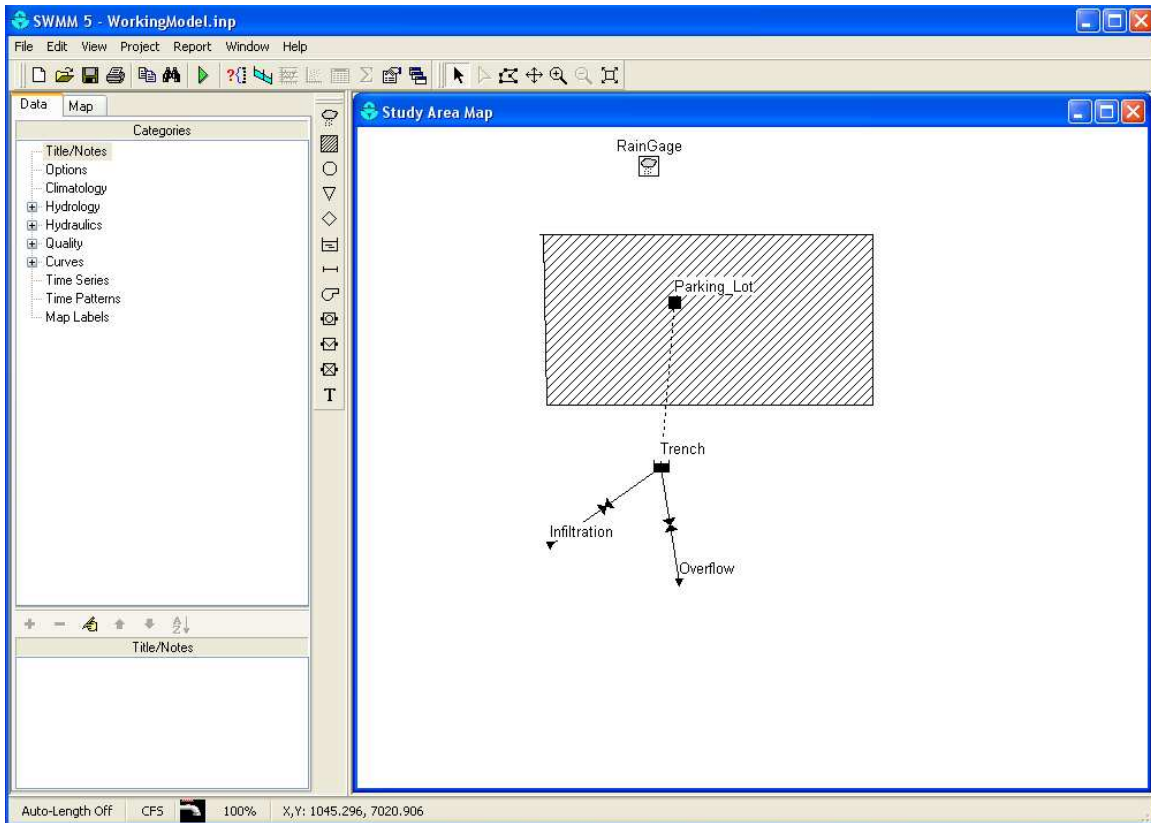 SWMM 5 - WorkingModel.inp
File Edit View Project Report Window Help
Data Map
Categories
Title/Notes
Options
Climatology
Hydrology
Hydraulics
Quality
Curves
Time Series
Time Patterns
Map Labels
Title/Notes
T
Study Area Map
RainGage
Parking_Lot
Trench
Infiltration
Overflow
Auto-Length Off CFS 100% X,Y: 1045.296, 7020.906